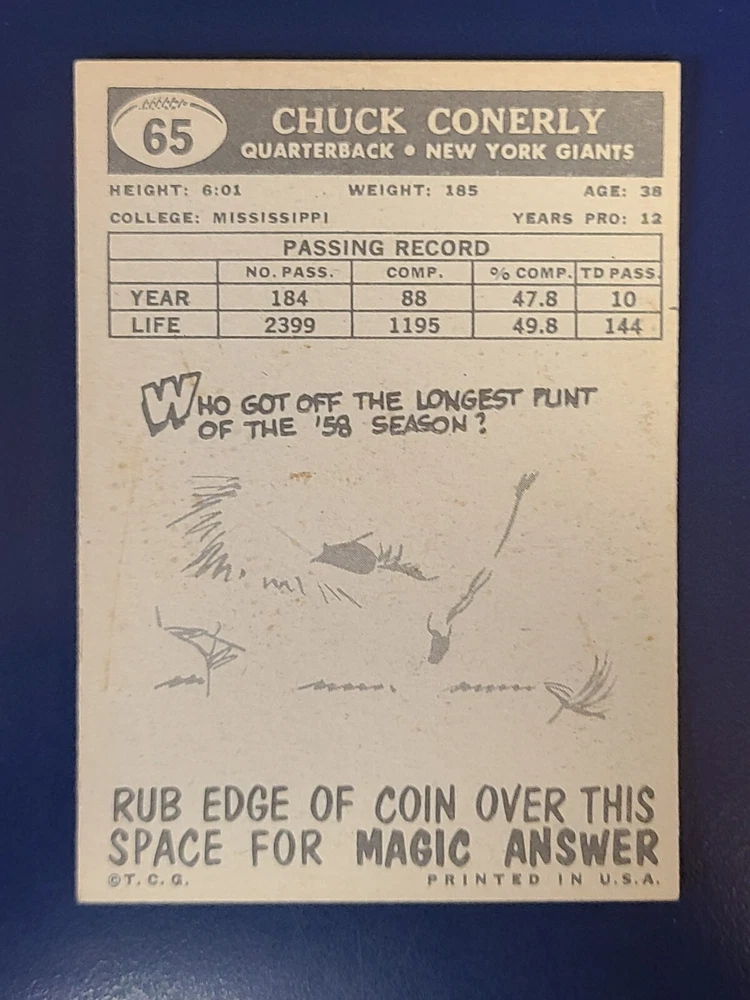 65
CHUCK CONERLY
QUARTERBACK • NEW YORK GIANTS
HEIGHT: 6:01 WEIGHT: 185 AGE: 38
COLLEGE: MISSISSIPPI YEARS PRO: 12
PASSING RECORD
NO. PASS. COMP. % COMP. TD PASS.
YEAR 184 88 47.8 10
LIFE 2399 1195 49.8 144
WHO GOT OFF THE LONGEST PUNT
OF THE '58 SEASON?
RUB EDGE OF COIN OVER THIS
SPACE FOR MAGIC ANSWER
©T.C.G. PRINTED IN U.S.A.